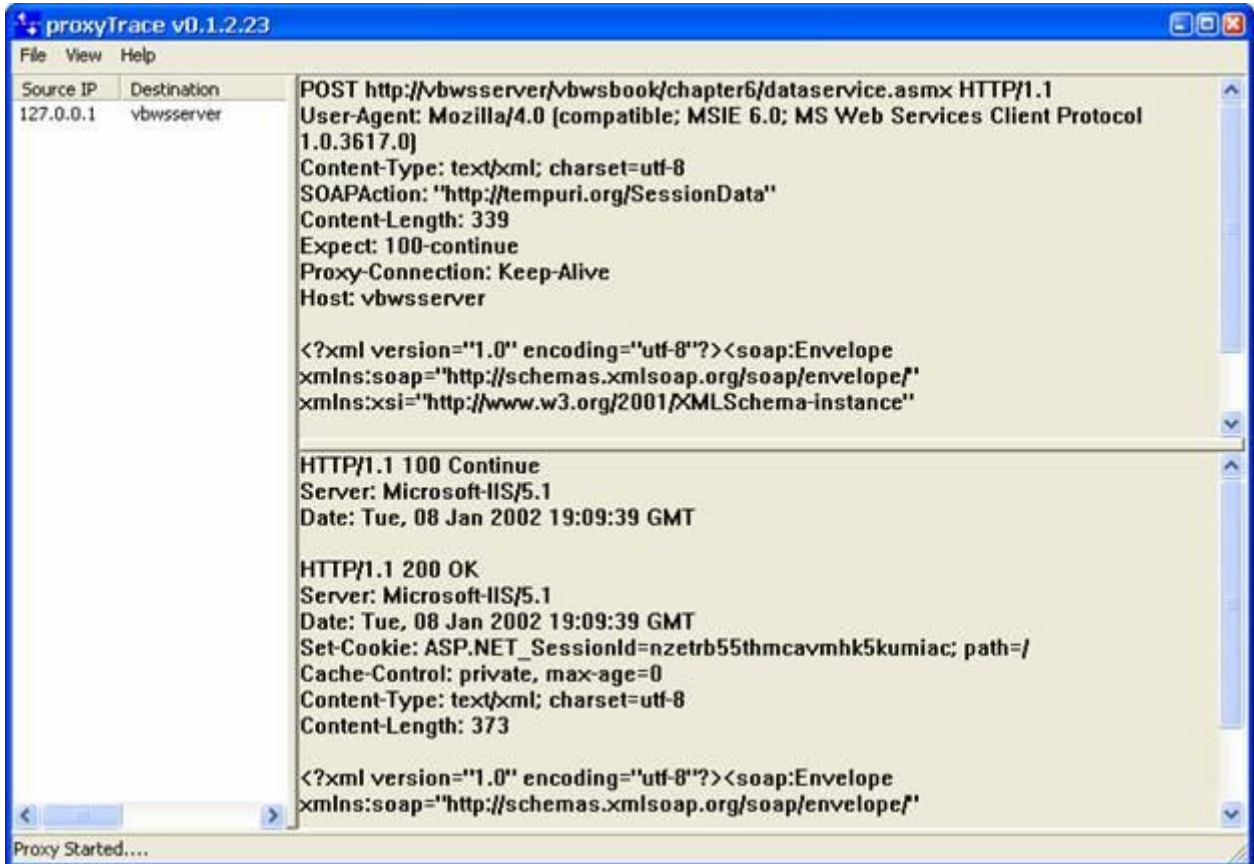 proxyTrace v0.1.2.23
File View Help
Source IP Destination
127.0.0.1 vbwsserver
POST http://vbwsserver/vbwsbook/chapter6/dataservice.asmx HTTP/1.1
User-Agent: Mozilla/4.0 (compatible; MSIE 6.0; MS Web Services Client Protocol
1.0.3617.0)
Content-Type: text/xml; charset=utf-8
SOAPAction: "http://tempuri.org/SessionData"
Content-Length: 339
Expect: 100-continue
Proxy-Connection: Keep-Alive
Host: vbwsserver
<?xml version="1.0" encoding="utf-8"?><soap:Envelope
xmlns:soap="http://schemas.xmlsoap.org/soap/envelope/"
xmlns:xsi="http://www.w3.org/2001/XMLSchema-instance"
HTTP/1.1 100 Continue
Server: Microsoft-IIS/5.1
Date: Tue, 08 Jan 2002 19:09:39 GMT
HTTP/1.1 200 OK
Server: Microsoft-IIS/5.1
Date: Tue, 08 Jan 2002 19:09:39 GMT
Set-Cookie: ASP.NET_SessionId=nzetrb55thmcavmhk5kumiac; path=/
Cache-Control: private, max-age=0
Content-Type: text/xml; charset=utf-8
Content-Length: 373
<?xml version="1.0" encoding="utf-8"?><soap:Envelope
xmlns:soap="http://schemas.xmlsoap.org/soap/envelope/"
Proxy Started....